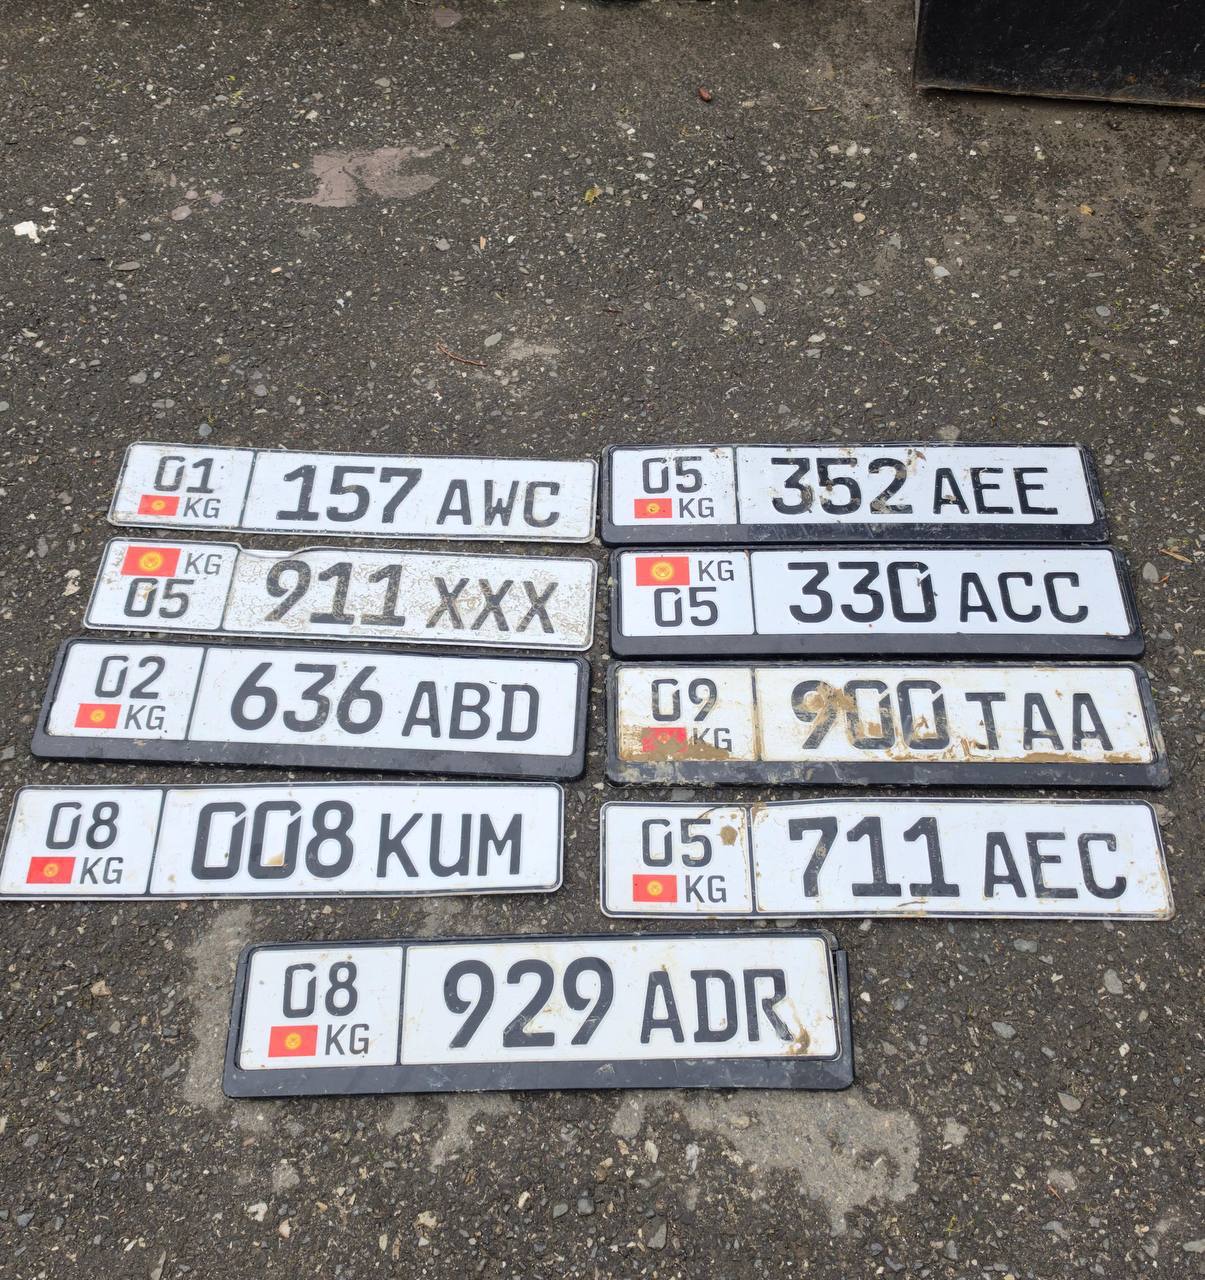 01 KG 157 AWC
05 KG 352 AEE
KG 05 911 XXX
KG 05 330 ACC
02 KG 636 ABD
09 KG 900 TAA
08 KG 008 KUM
05 KG 711 AEC
08 KG 929 ADR